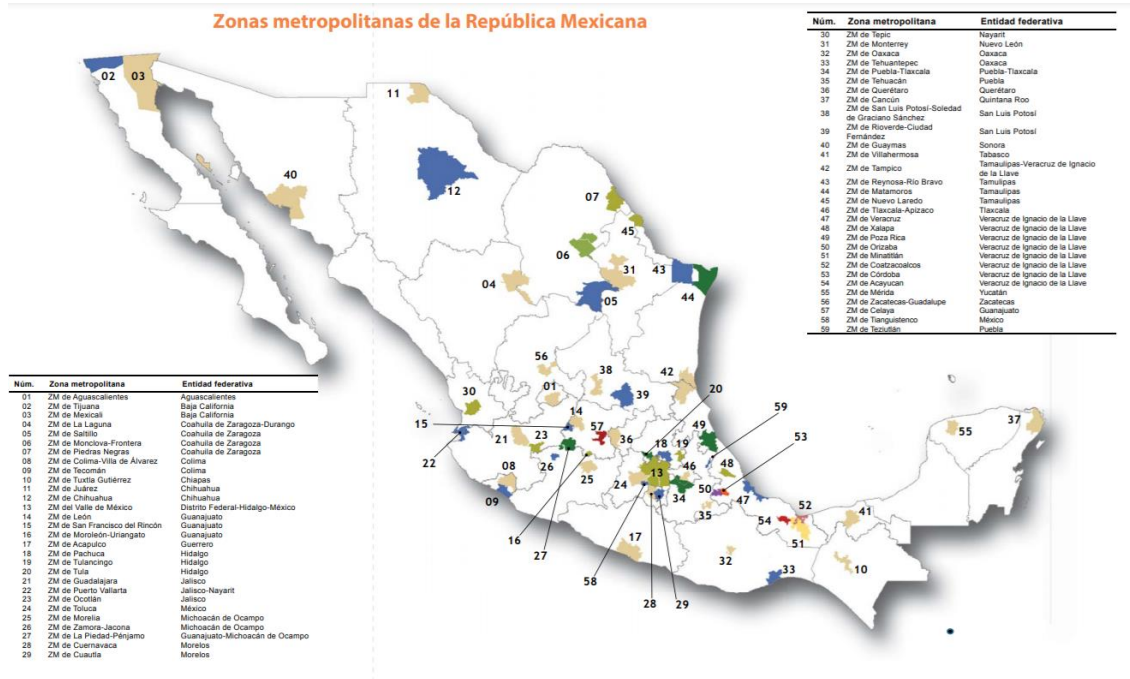 Zonas metropolitanas de la República Mexicana
Núm. Zona metropolitana Entidad federativa
30 ZM de Tepic Nayarit
31 ZM de Monterrey Nuevo León
32 ZM de Oaxaca Oaxaca
33 ZM de Tehuantepec Oaxaca
34 ZM de Puebla-Tlaxcala Puebla-Tlaxcala
35 ZM de Tehuacán Puebla
36 ZM de Querétaro Querétaro
37 ZM de Cancún Quintana Roo
38 ZM de San Luis Potosí-Soledad de Graciano Sánchez San Luis Potosí
39 ZM de Rioverde-Ciudad Fernández San Luis Potosí
40 ZM de Guaymas Sonora
41 ZM de Villahermosa Tabasco
42 ZM de Tampico Tamaulipas-Veracruz de Ignacio de la Llave
43 ZM de Reynosa-Río Bravo Tamulipas
44 ZM de Matamoros Tamaulipas
45 ZM de Nuevo Laredo Tamaulipas
46 ZM de Tlaxcala-Apizaco Tlaxcala
47 ZM de Veracruz Veracruz de Ignacio de la Llave
48 ZM de Xalapa Veracruz de Ignacio de la Llave
49 ZM de Poza Rica Veracruz de Ignacio de la Llave
50 ZM de Orizaba Veracruz de Ignacio de la Llave
51 ZM de Minatitlán Veracruz de Ignacio de la Llave
52 ZM de Coatzacoalcos Veracruz de Ignacio de la Llave
53 ZM de Córdoba Veracruz de Ignacio de la Llave
54 ZM de Acayucan Veracruz de Ignacio de la Llave
55 ZM de Mérida Yucatán
56 ZM de Zacatecas-Guadalupe Zacatecas
57 ZM de Celaya Guanajuato
58 ZM de Tianguistenco México
59 ZM de Teziutlán Puebla
02 03
11
40
12
07
45
06
31 43
04
05
44
56
38 42
20
01 39
30
14
59
15
57 49
21 23 36 18 19
53
22 26
55 37
08 13 46 48
25 24 50
09 34 47
35 52
16 54 41
17 51
27
32 10
58 33
28 29
Núm. Zona metropolitana Entidad federativa
01 ZM de Aguascalientes Aguascalientes
02 ZM de Tijuana Baja California
03 ZM de Mexicali Baja California
04 ZM de La Laguna Coahuila de Zaragoza-Durango
05 ZM de Saltillo Coahuila de Zaragoza
06 ZM de Monclova-Frontera Coahuila de Zaragoza
07 ZM de Piedras Negras Coahuila de Zaragoza
08 ZM de Colima-Villa de Álvarez Colima
09 ZM de Tecomán Colima
10 ZM de Tuxtla Gutiérrez Chiapas
11 ZM de Juárez Chihuahua
12 ZM de Chihuahua Chihuahua
13 ZM del Valle de México Distrito Federal-Hidalgo-México
14 ZM de León Guanajuato
15 ZM de San Francisco del Rincón Guanajuato
16 ZM de Moroleón-Uriangato Guanajuato
17 ZM de Acapulco Guerrero
18 ZM de Pachuca Hidalgo
19 ZM de Tulancingo Hidalgo
20 ZM de Tula Hidalgo
21 ZM de Guadalajara Jalisco
22 ZM de Puerto Vallarta Jalisco-Nayarit
23 ZM de Ocotlán Jalisco
24 ZM de Toluca México
25 ZM de Morelia Michoacán de Ocampo
26 ZM de Zamora-Jacona Michoacán de Ocampo
27 ZM de La Piedad-Pénjamo Guanajuato-Michoacán de Ocampo
28 ZM de Cuernavaca Morelos
29 ZM de Cuautla Morelos